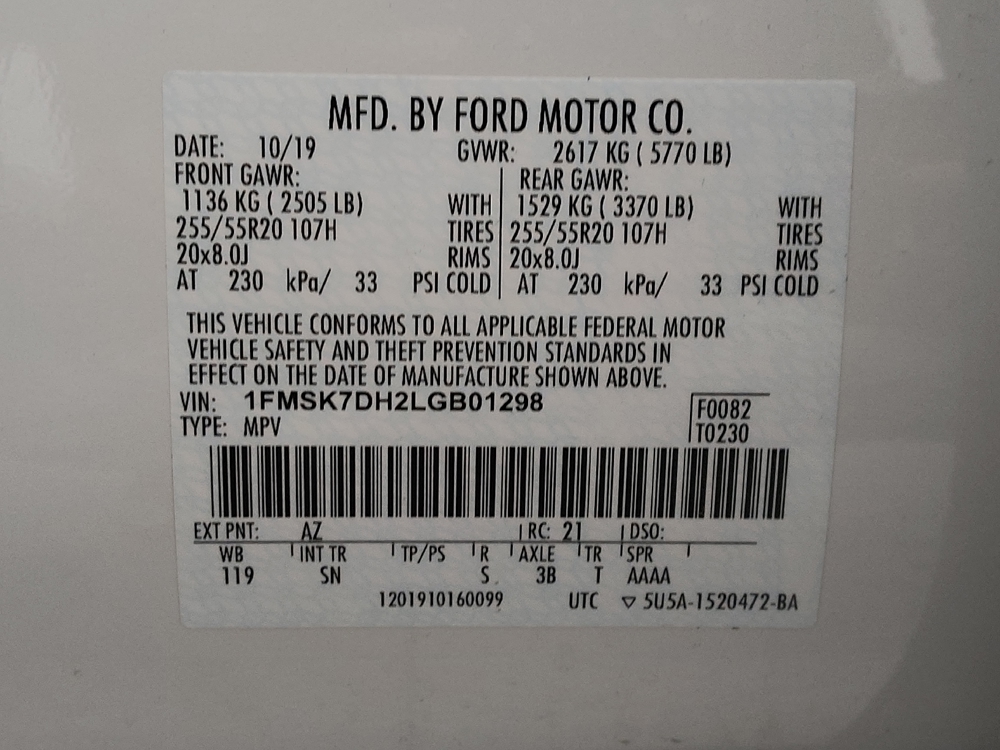 MFD. BY FORD MOTOR CO.
DATE: 10/19 GVWR: 2617 KG ( 5770 LB)
FRONT GAWR: REAR GAWR:
1136 KG ( 2505 LB) WITH 1529 KG ( 3370 LB) WITH
255/55R20 107H TIRES 255/55R20 107H TIRES
20x8.0J RIMS 20x8.0J RIMS
AT 230 kPa/ 33 PSI COLD AT 230 kPa/ 33 PSI COLD
THIS VEHICLE CONFORMS TO ALL APPLICABLE FEDERAL MOTOR
VEHICLE SAFETY AND THEFT PREVENTION STANDARDS IN
EFFECT ON THE DATE OF MANUFACTURE SHOWN ABOVE.
VIN: 1FMSK7DH2LGB01298 F0082
TYPE: MPV T0230
EXT PNT: AZ RC: 21 DSO:
WB INT TR TP/PS R AXLE TR SPR
119 SN S 3B T AAAA
1201910160099 UTC ▽ 5U5A-1520472-BA